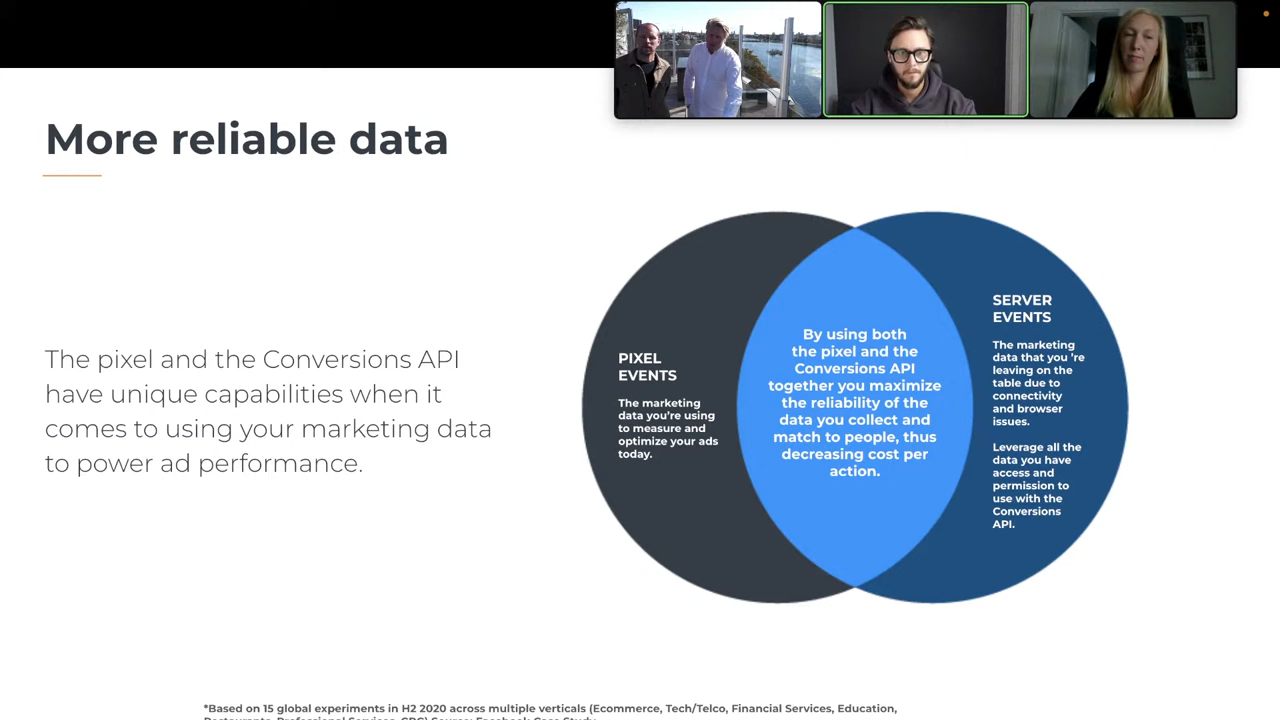 More reliable data
The pixel and the Conversions API
have unique capabilities when it
comes to using your marketing data
to power ad performance.
PIXEL
EVENTS
The marketing
data you're using
to measure and
optimize your ads
today.
By using both
the pixel and the
Conversions API
together you maximize
the reliability of the
data you collect and
match to people, thus
decreasing cost per
action.
SERVER
EVENTS
The marketing
data that you 're
leaving on the
table due to
connectivity
and browser
issues.
Leverage all the
data you have
access and
permission to
use with the
Conversions
API.
*Based on 15 global experiments in H2 2020 across multiple verticals (Ecommerce, Tech/Telco, Financial Services, Education,
Restaurants, Professional Services, CPG) Source: Facebook Case Study